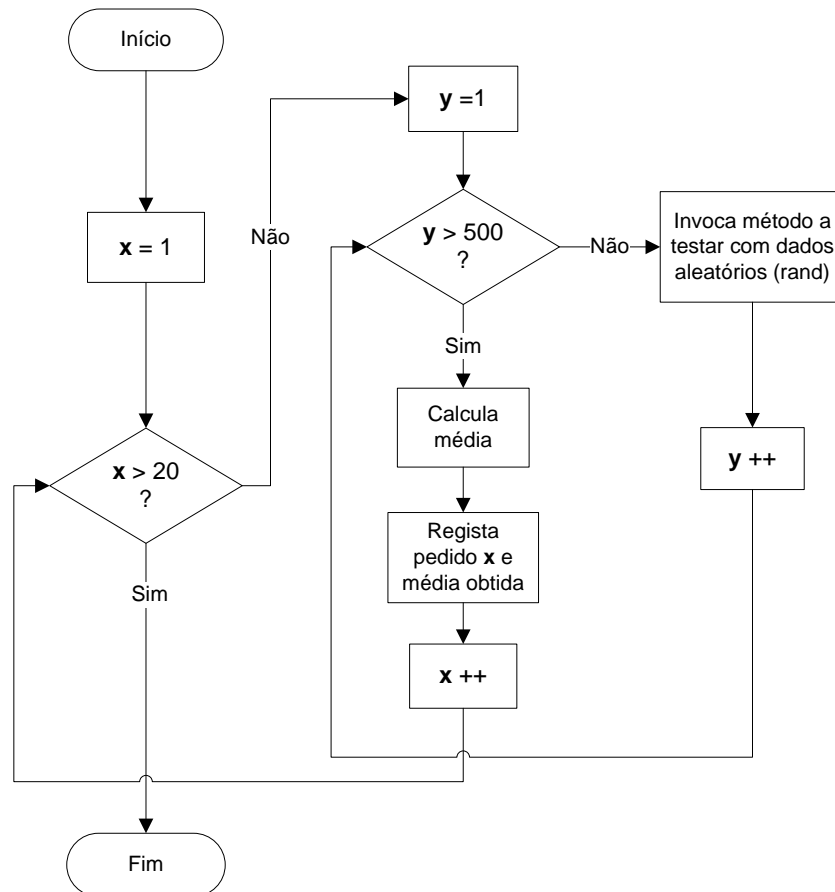 Início
x = 1
x > 20
?
Sim
Fim
Não
y =1
y > 500
?
Não
Invoca método a
testar com dados
aleatórios (rand)
y ++
Sim
Calcula
média
Regista
pedido x e
média obtida
x ++